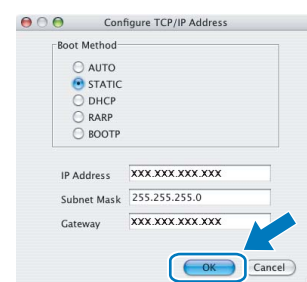 Configure TCP/IP Address
Boot Method
AUTO
STATIC
DHCP
RARP
BOOTP
IP Address XXX.XXX.XXX.XXX
Subnet Mask 255.255.255.0
Gateway XXX.XXX.XXX.XXX
OK Cancel